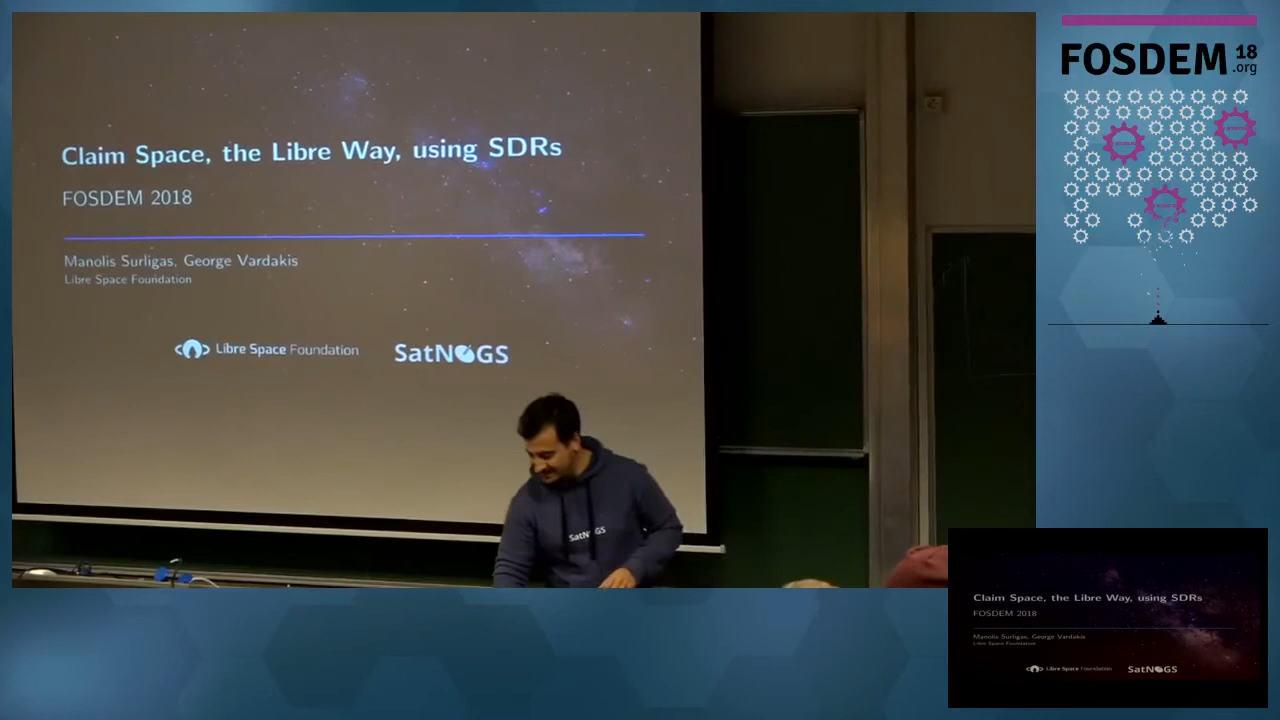 Claim Space, the Libre Way, using SDRs
FOSDEM 2018
Manolis Surligas, George Vardakis
Libre Space Foundation
Libre Space Foundation
SatNOGS
SatNOGS
FOSDEM 18
.org
Claim Space, the Libre Way, using SDRs
FOSDEM 2018
Manolis Surligas, George Vardakis
Libre Space Foundation
Libre Space Foundation
SatNOGS